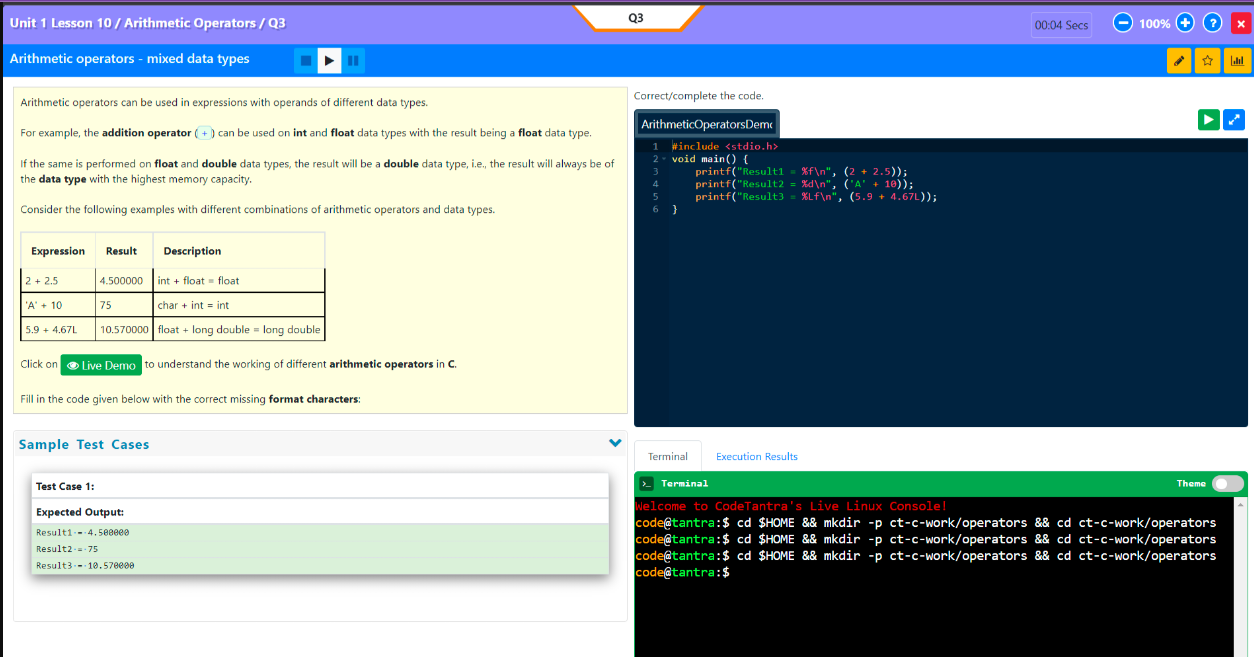 Unit 1 Lesson 10 / Arithmetic Operators / Q3
Q3
00:04 Secs
100%
?
×
Arithmetic operators - mixed data types
Arithmetic operators can be used in expressions with operands of different data types.
For example, the addition operator ( + ) can be used on int and float data types with the result being a float data type.
If the same is performed on float and double data types, the result will be a double data type, i.e., the result will always be of
the data type with the highest memory capacity.
Consider the following examples with different combinations of arithmetic operators and data types.
Expression Result Description
2 + 2.5 4.500000 int + float = float
'A' + 10 75 char + int = int
5.9 + 4.67L 10.570000 float + long double = long double
Click on Live Demo to understand the working of different arithmetic operators in C.
Fill in the code given below with the correct missing format characters:
Sample Test Cases
Test Case 1:
Expected Output:
Result1·=·4.500000
Result2·=·75
Result3·=·10.570000
Correct/complete the code.
ArithmeticOperatorsDemo
1 #include <stdio.h>
2 void main() {
3 printf("Result1 = %f\n", (2 + 2.5));
4 printf("Result2 = %d\n", ('A' + 10));
5 printf("Result3 = %Lf\n", (5.9 + 4.67L));
6 }
Terminal Execution Results
Terminal Theme
Welcome to CodeTantra's Live Linux Console!
code@tantra:$ cd $HOME && mkdir -p ct-c-work/operators && cd ct-c-work/operators
code@tantra:$ cd $HOME && mkdir -p ct-c-work/operators && cd ct-c-work/operators
code@tantra:$ cd $HOME && mkdir -p ct-c-work/operators && cd ct-c-work/operators
code@tantra:$